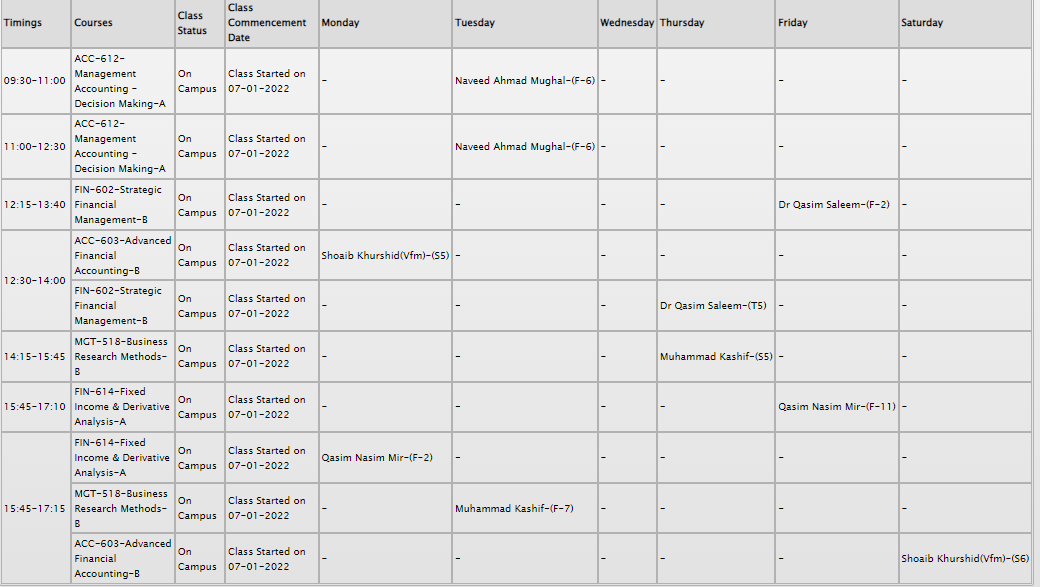 Timings Courses Class Status Class Commencement Date Monday Tuesday Wednesday Thursday Friday Saturday
09:30-11:00 ACC-612-Management Accounting - Decision Making-A On Campus Class Started on 07-01-2022 - Naveed Ahmad Mughal-(F-6) - - - -
11:00-12:30 ACC-612-Management Accounting - Decision Making-A On Campus Class Started on 07-01-2022 - Naveed Ahmad Mughal-(F-6) - - - -
12:15-13:40 FIN-602-Strategic Financial Management-B On Campus Class Started on 07-01-2022 - - - - Dr Qasim Saleem-(F-2) -
12:30-14:00 ACC-603-Advanced Financial Accounting-B On Campus Class Started on 07-01-2022 Shoaib Khurshid(Vfm)-(S5) - - - - -
FIN-602-Strategic Financial Management-B On Campus Class Started on 07-01-2022 - - - Dr Qasim Saleem-(T5) - -
14:15-15:45 MGT-518-Business Research Methods-B On Campus Class Started on 07-01-2022 - - - Muhammad Kashif-(S5) - -
15:45-17:10 FIN-614-Fixed Income & Derivative Analysis-A On Campus Class Started on 07-01-2022 - - - - Qasim Nasim Mir-(F-11) -
15:45-17:15 FIN-614-Fixed Income & Derivative Analysis-A On Campus Class Started on 07-01-2022 Qasim Nasim Mir-(F-2) - - - - -
MGT-518-Business Research Methods-B On Campus Class Started on 07-01-2022 - Muhammad Kashif-(F-7) - - - -
ACC-603-Advanced Financial Accounting-B On Campus Class Started on 07-01-2022 - - - - - Shoaib Khurshid(Vfm)-(S6)